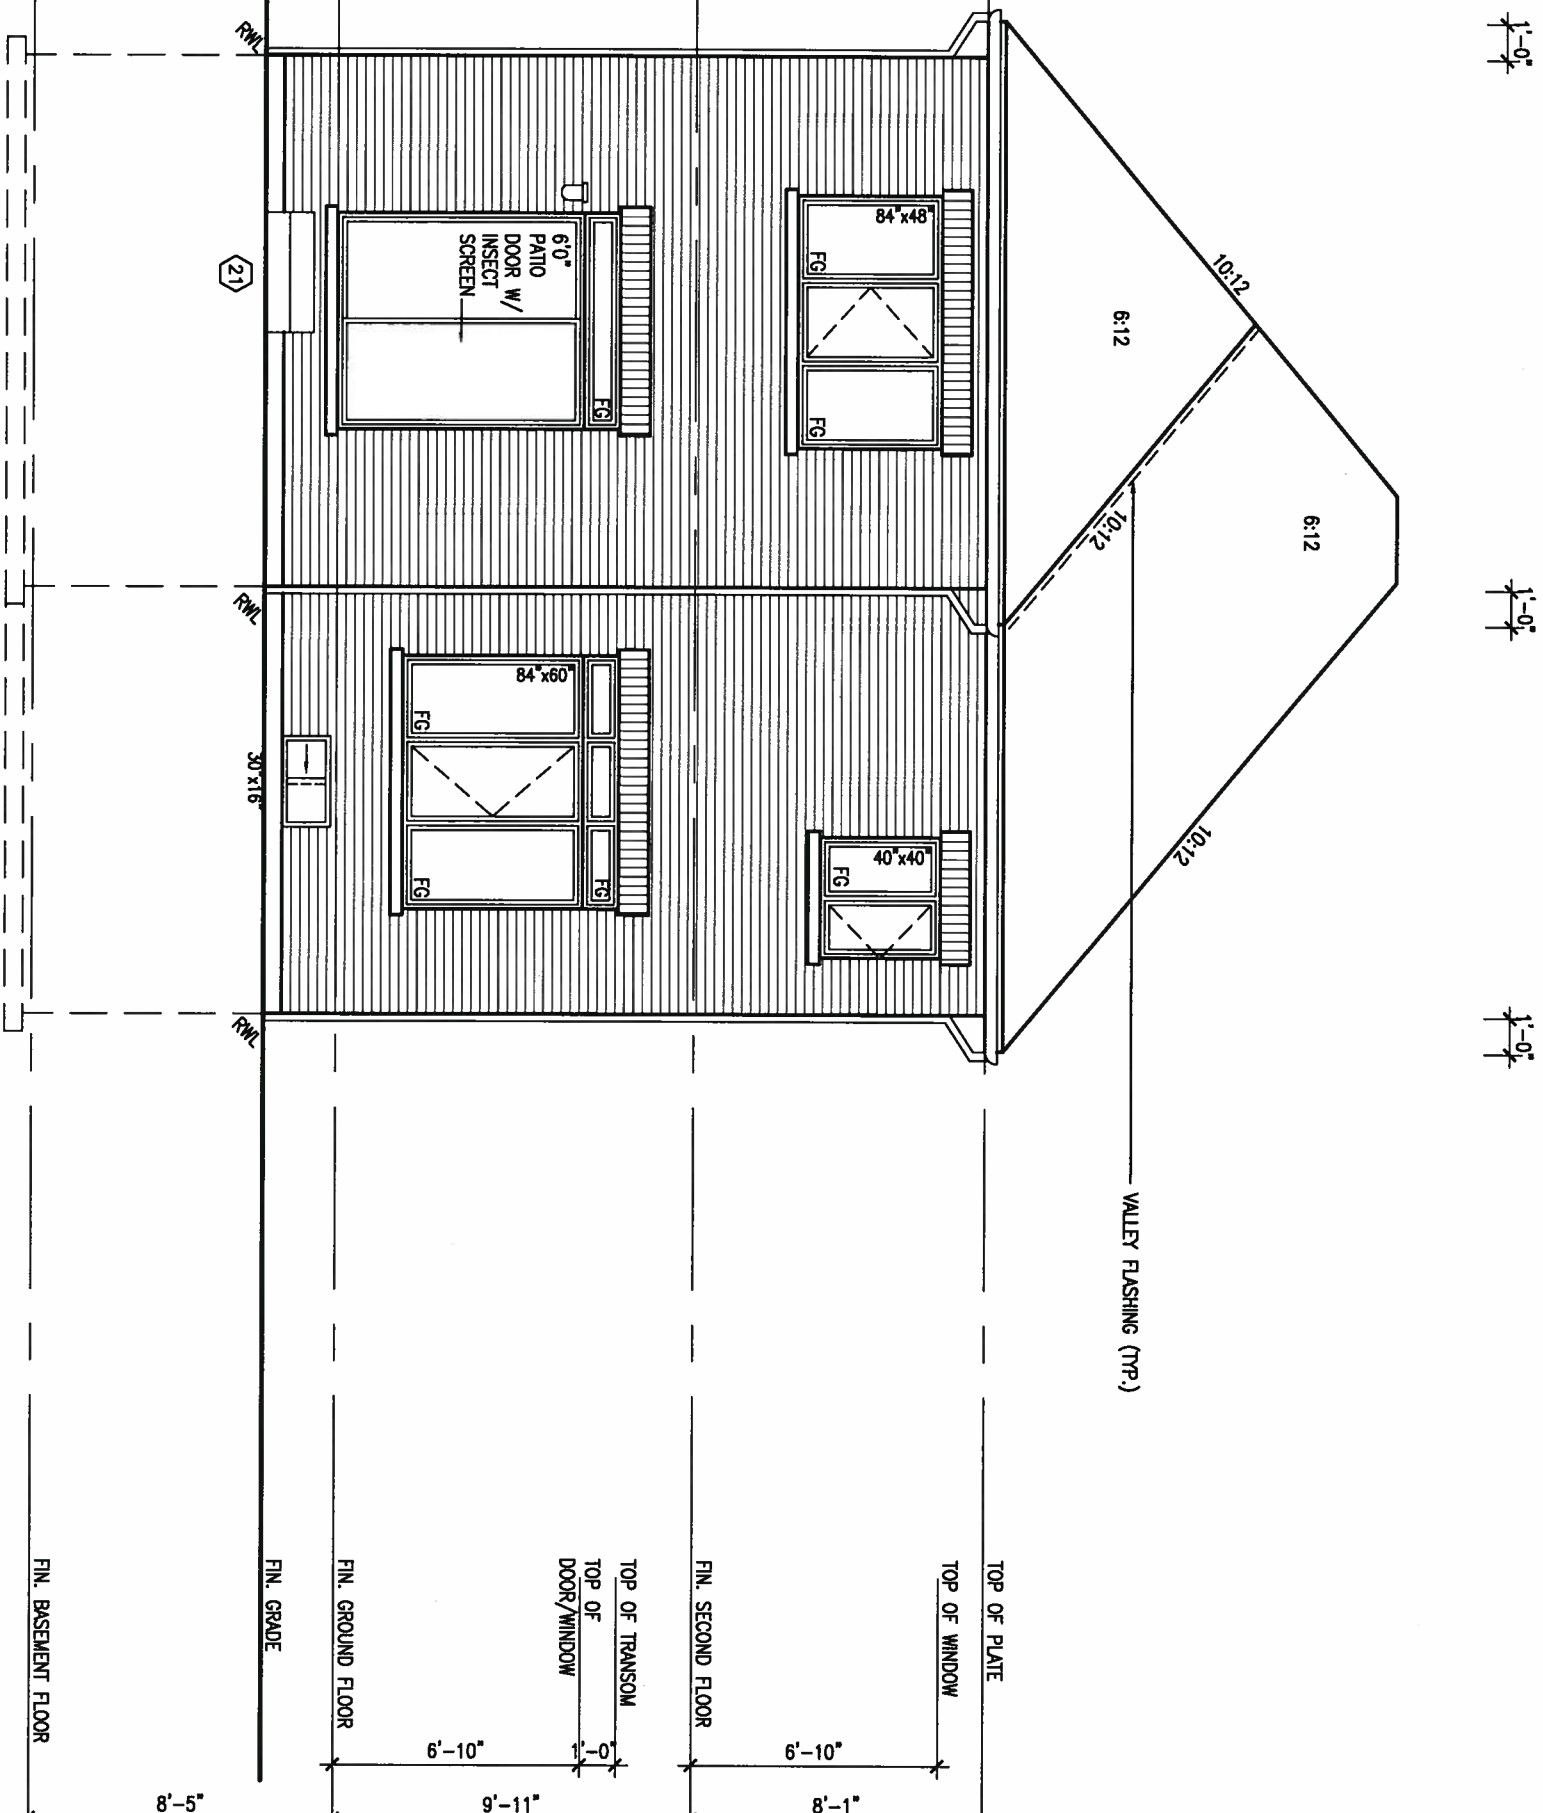 1'-0"
1'-0"
1'-0"
10:12
6:12
6:12
10:12
10:12
VALLEY FLASHING (TYP.)
84"x48"
FG
FG
40"x40"
FG
6'0"
PATIO
DOOR W/
INSECT
SCREEN
FG
84"x60"
FG
FG
FG
30"x16"
RWL
RWL
RWL
21
TOP OF PLATE
TOP OF WINDOW
FIN. SECOND FLOOR
TOP OF TRANSOM
TOP OF
DOOR/WINDOW
FIN. GROUND FLOOR
FIN. GRADE
FIN. BASEMENT FLOOR
6'-10"
1'-0"
6'-10"
8'-1"
9'-11"
8'-5"